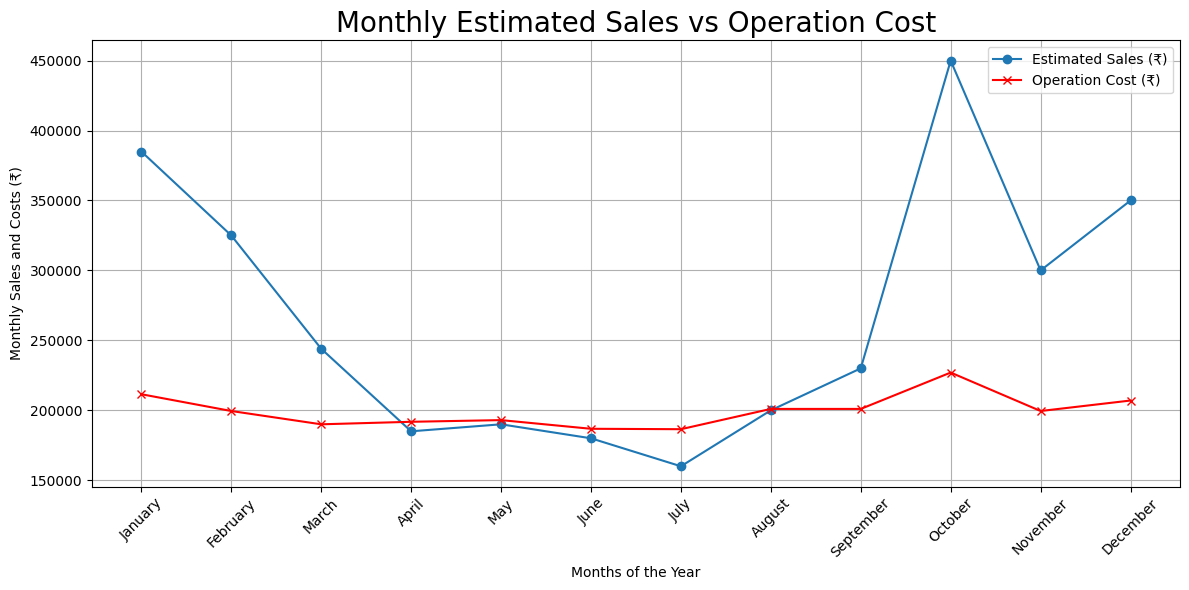 Monthly Estimated Sales vs Operation Cost
Estimated Sales (₹)
Operation Cost (₹)
Monthly Sales and Costs (₹)
450000
400000
350000
300000
250000
200000
150000
January
February
March
April
May
June
July
August
September
October
November
December
Months of the Year